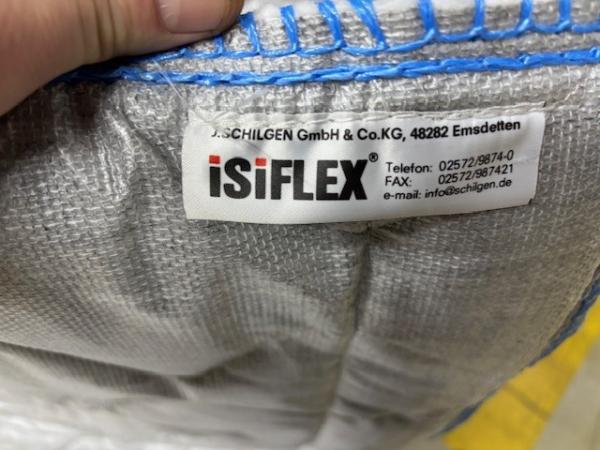 J.SCHILGEN GmbH & Co.KG, 48282 Emsdetten
iSiFLEX®
Telefon: 02572/9874-0
FAX: 02572/987421
e-mail: info@schilgen.de